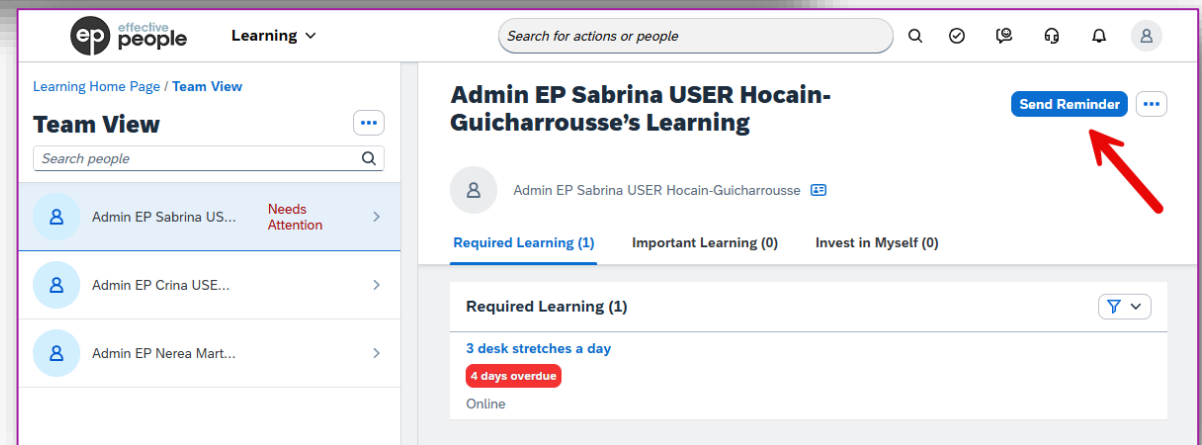 ep effective people
Learning
Search for actions or people
Learning Home Page / Team View
Team View
Search people
Admin EP Sabrina US...
Needs
Attention
Admin EP Crina USE...
Admin EP Nerea Mart...
Admin EP Sabrina USER Hocain-
Guicharrousse's Learning
Send Reminder
Admin EP Sabrina USER Hocain-Guicharrousse
Required Learning (1)
Important Learning (0)
Invest in Myself (0)
Required Learning (1)
3 desk stretches a day
4 days overdue
Online